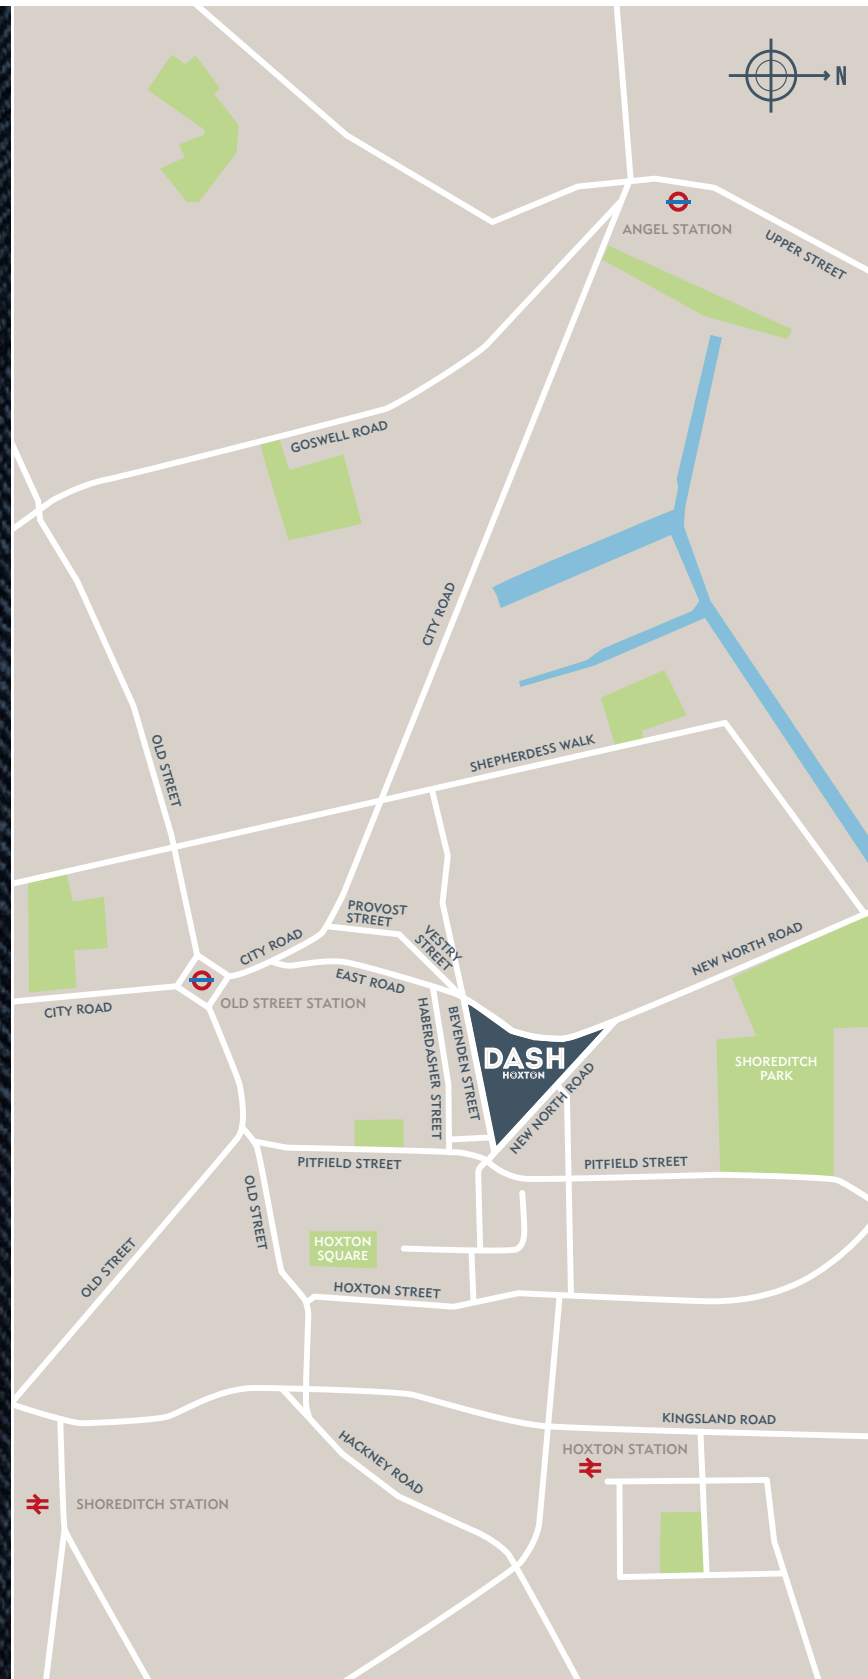 N
ANGEL STATION
UPPER STREET
GOSWELL ROAD
CITY ROAD
OLD STREET
SHEPHERDESS WALK
PROVOST
STREET
VESTRY
STREET
CITY ROAD
NEW NORTH ROAD
EAST ROAD
OLD STREET STATION
CITY ROAD
HABERDASHER STREET
BEVENDEN STREET
DASH
HOXTON
NEW NORTH ROAD
SHOREDITCH
PARK
PITFIELD STREET
PITFIELD STREET
OLD STREET
HOXTON
SQUARE
OLD STREET
HOXTON STREET
KINGSLAND ROAD
HACKNEY ROAD
HOXTON STATION
SHOREDITCH STATION